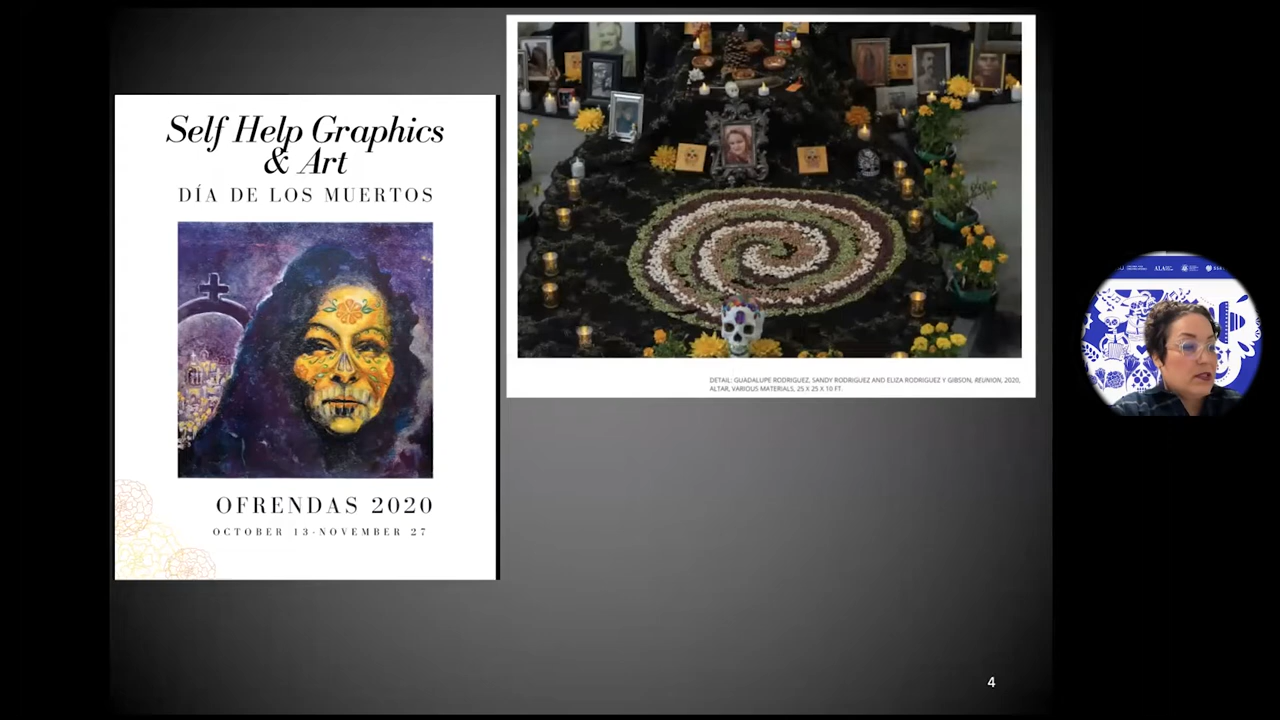 Self Help Graphics
& Art
DÍA DE LOS MUERTOS
OFRENDAS 2020
OCTOBER 13-NOVEMBER 27
DETAIL: GUADALUPE RODRIGUEZ, SANDY RODRIGUEZ AND ELIZA RODRIGUEZ Y GIBSON, REUNION, 2020,
ALTAR, VARIOUS MATERIALS, 25 X 25 X 10 FT.
ALA
4